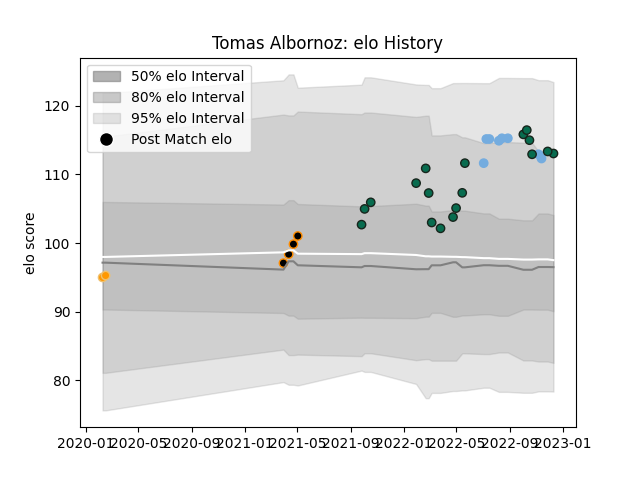 Tomas Albornoz: elo History
50% elo Interval
80% elo Interval
95% elo Interval
Post Match elo
elo score
120
110
100
90
80
2020-01 2020-05 2020-09 2021-01 2021-05 2021-09 2022-01 2022-05 2022-09 2023-01